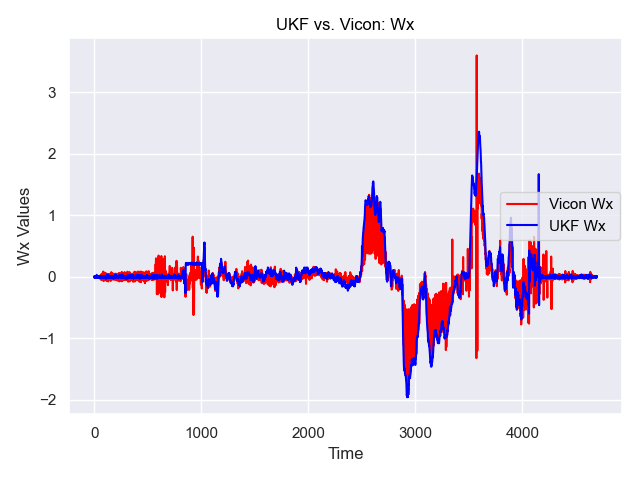 UKF vs. Vicon: Wx
Wx Values
3
2
1
0
−1
−2
Vicon Wx
UKF Wx
0 1000 2000 3000 4000
Time